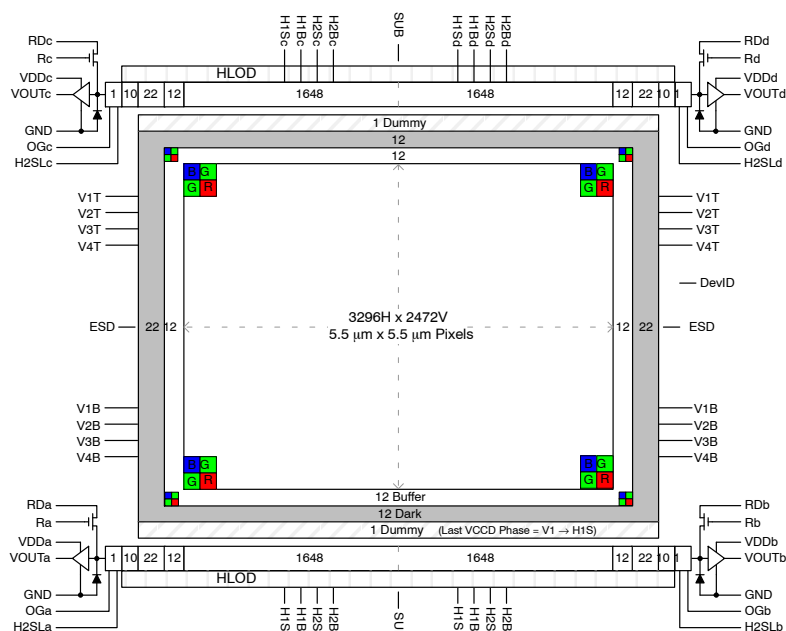 H1Sc H1Bc H2Sc H2Bc SUB H1Sd H1Bd H2Sd H2Bd
RDc
Rc
VDDc
VOUTc
GND
OGc
H2SLc
HLOD
1 10 22 12 1648 1648 12 22 10 1
RDd
Rd
VDDd
VOUTd
GND
OGd
H2SLd
1 Dummy
12
12
B G B G
G R G R
V1T V1T
V2T V2T
V3T V3T
V4T V4T
DevID
3296H x 2472V
ESD 22 12 12 22 ESD
5.5 μm x 5.5 μm Pixels
V1B V1B
V2B V2B
V3B V3B
V4B V4B
B G B G
G R G R
12 Buffer
12 Dark
1 Dummy (Last VCCD Phase = V1 → H1S)
RDa
Ra
VDDa
VOUTa
GND
OGa
H2SLa
1 10 22 12 1648 1648 12 22 10 1
HLOD
RDb
Rb
VDDb
VOUTb
GND
OGb
H2SLb
H1S H1B H2S H2B SU H1S H1B H2S H2B